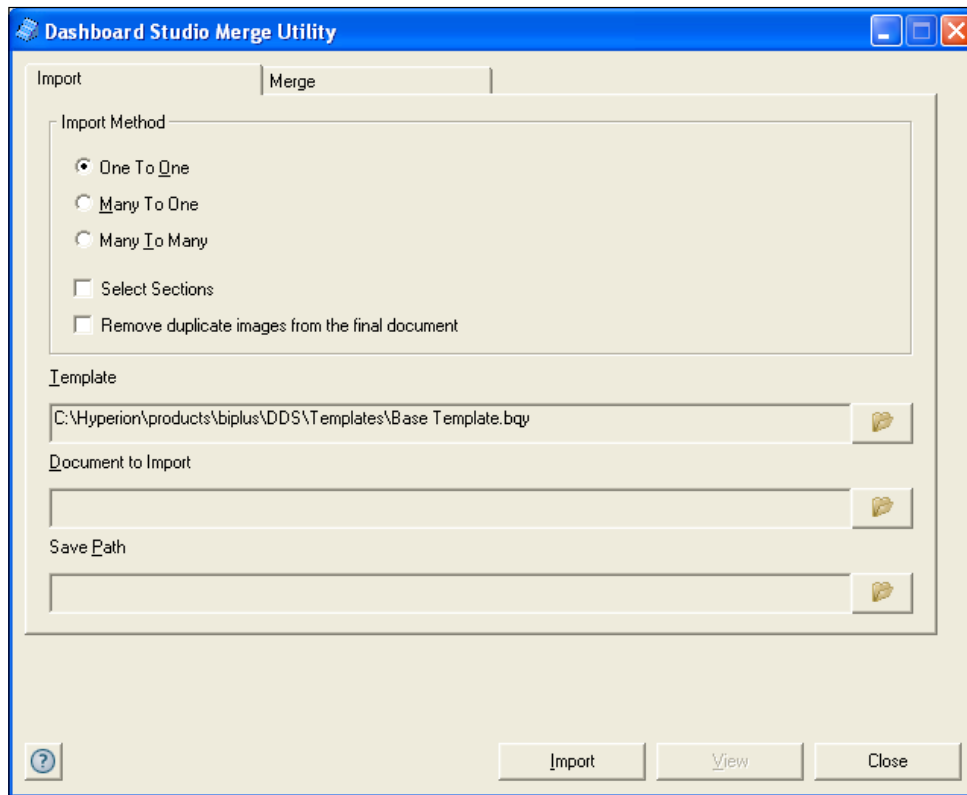 Dashboard Studio Merge Utility
Import
Merge
Import Method
One To One
Many To One
Many To Many
Select Sections
Remove duplicate images from the final document
Template
C:\Hyperion\products\biplus\DDS\Templates\Base Template.bqy
Document to Import
Save Path
?
Import
View
Close